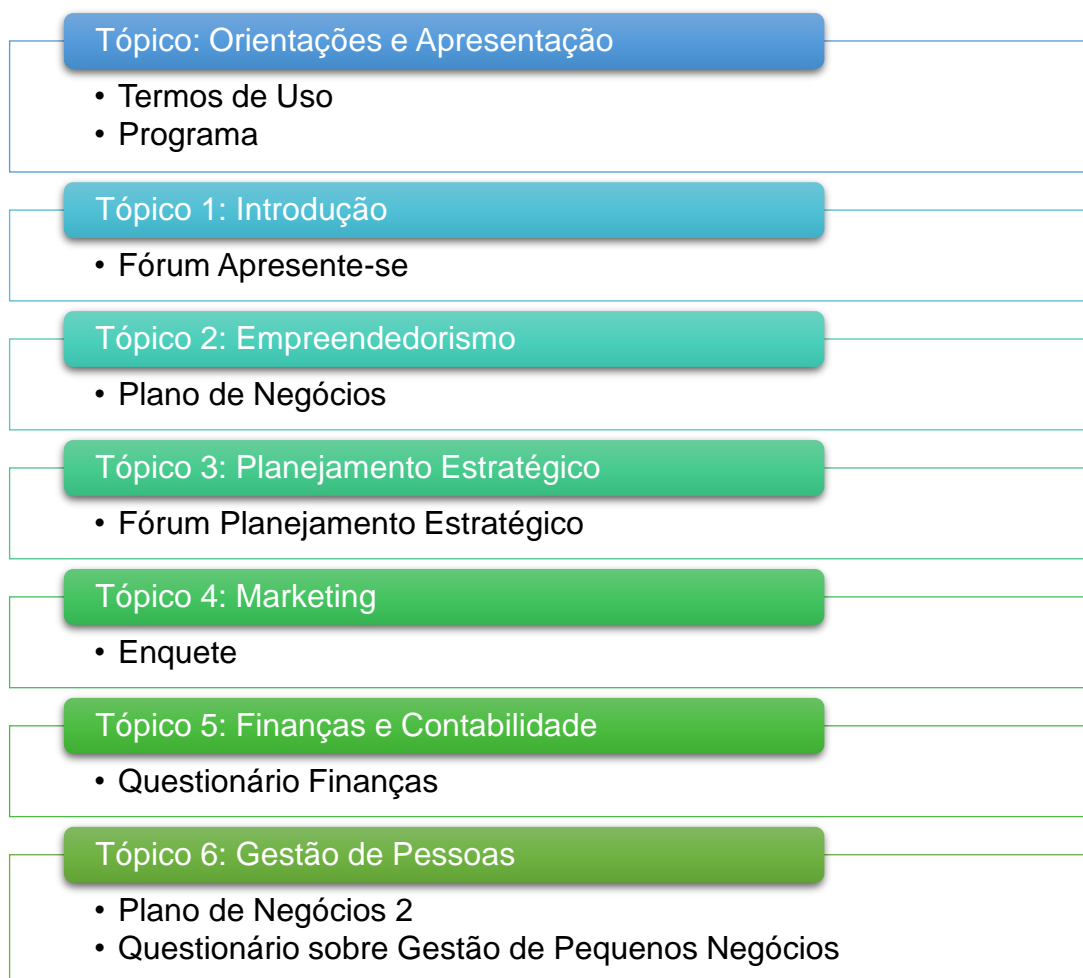 Tópico: Orientações e Apresentação
• Termos de Uso
• Programa
Tópico 1: Introdução
• Fórum Apresente-se
Tópico 2: Empreendedorismo
• Plano de Negócios
Tópico 3: Planejamento Estratégico
• Fórum Planejamento Estratégico
Tópico 4: Marketing
• Enquete
Tópico 5: Finanças e Contabilidade
• Questionário Finanças
Tópico 6: Gestão de Pessoas
• Plano de Negócios 2
• Questionário sobre Gestão de Pequenos Negócios